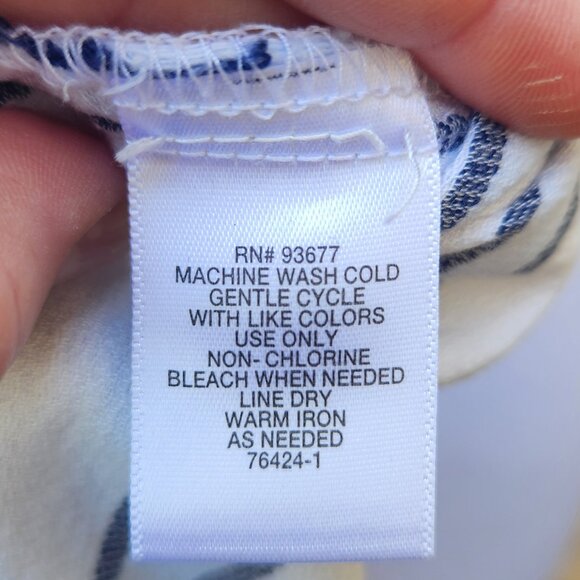 RN# 93677
MACHINE WASH COLD
GENTLE CYCLE
WITH LIKE COLORS
USE ONLY
NON- CHLORINE
BLEACH WHEN NEEDED
LINE DRY
WARM IRON
AS NEEDED
76424-1